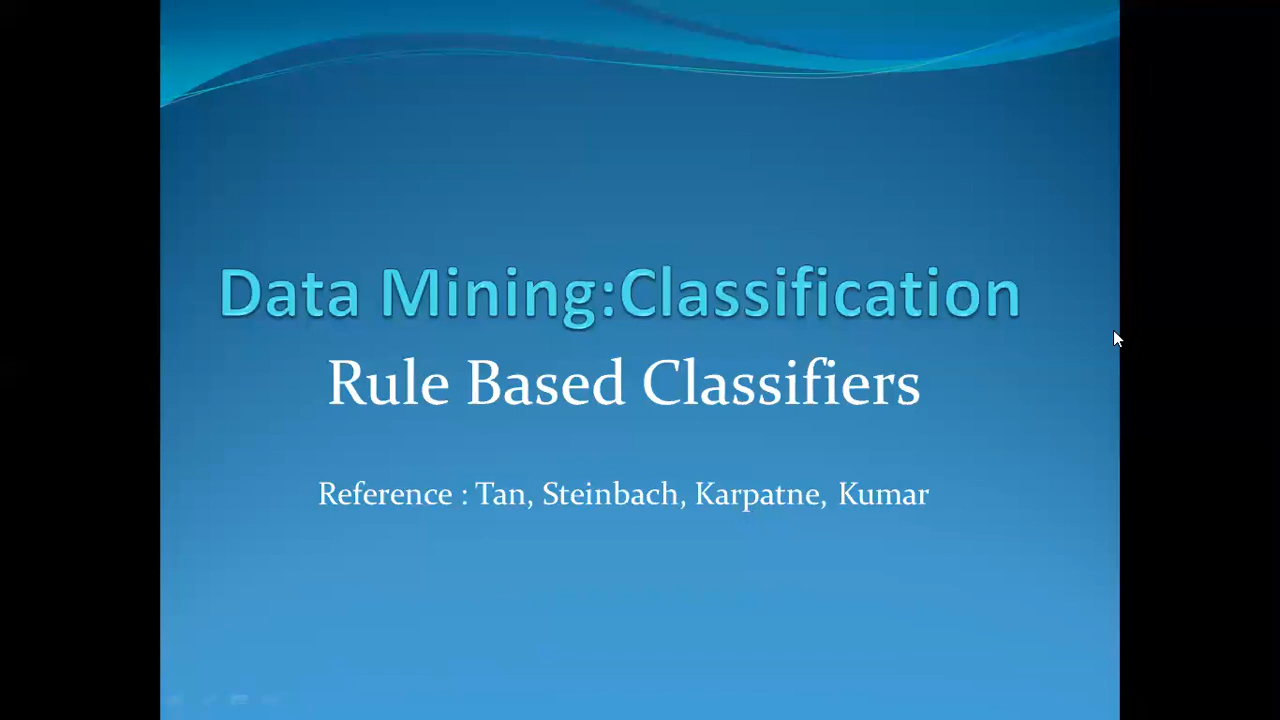 Data Mining:Classification
Rule Based Classifiers
Reference : Tan, Steinbach, Karpatne, Kumar